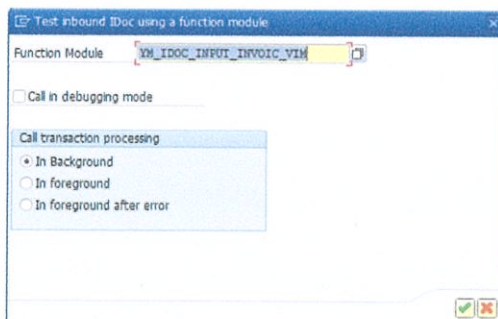 Test inbound IDoc using a function module
Function Module YM_IDOC_INPUT_INVOIC_VIM
Call in debugging mode
Call transaction processing
In Background
In foreground
In foreground after error